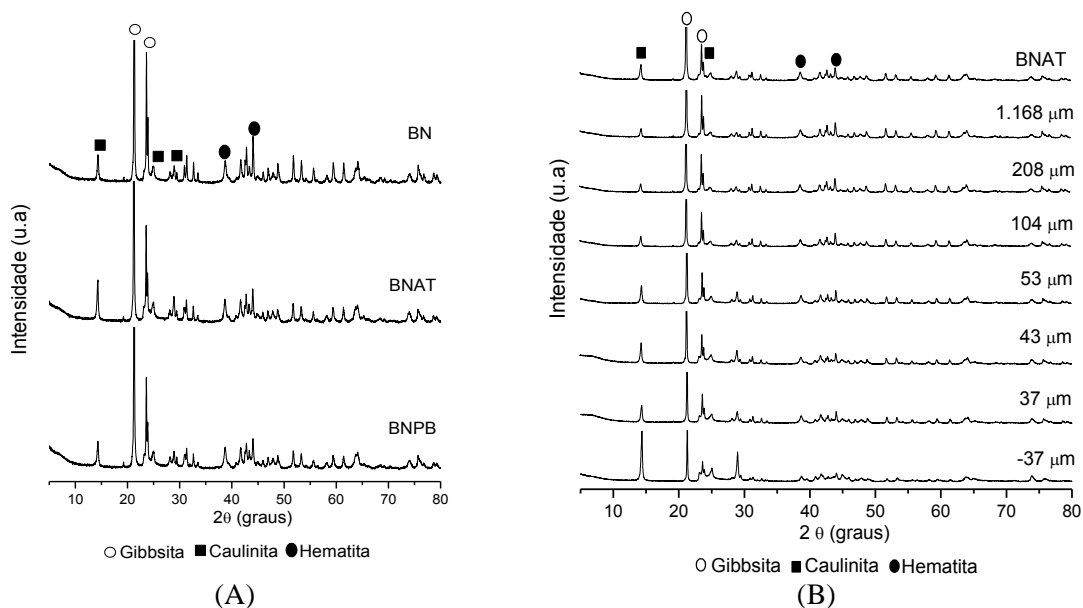 Intensidade (u.a)
BN
BNAT
BNPB
10 20 30 40 50 60 70 80
2θ (graus)
○ Gibbsita ■ Caulinita ● Hematita
(A)
Intensidade (u.a)
BNAT
1.168 μm
208 μm
104 μm
53 μm
43 μm
37 μm
-37 μm
10 20 30 40 50 60 70 80
2 θ (graus)
○ Gibbsita ■ Caulinita ● Hematita
(B)